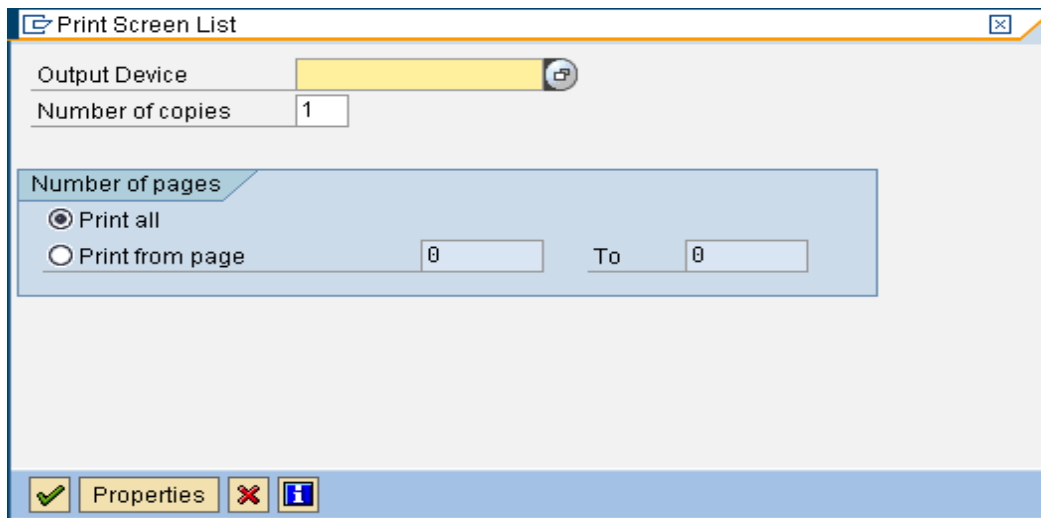 Print Screen List
Output Device
Number of copies 1
Number of pages
Print all
Print from page 0 To 0
Properties